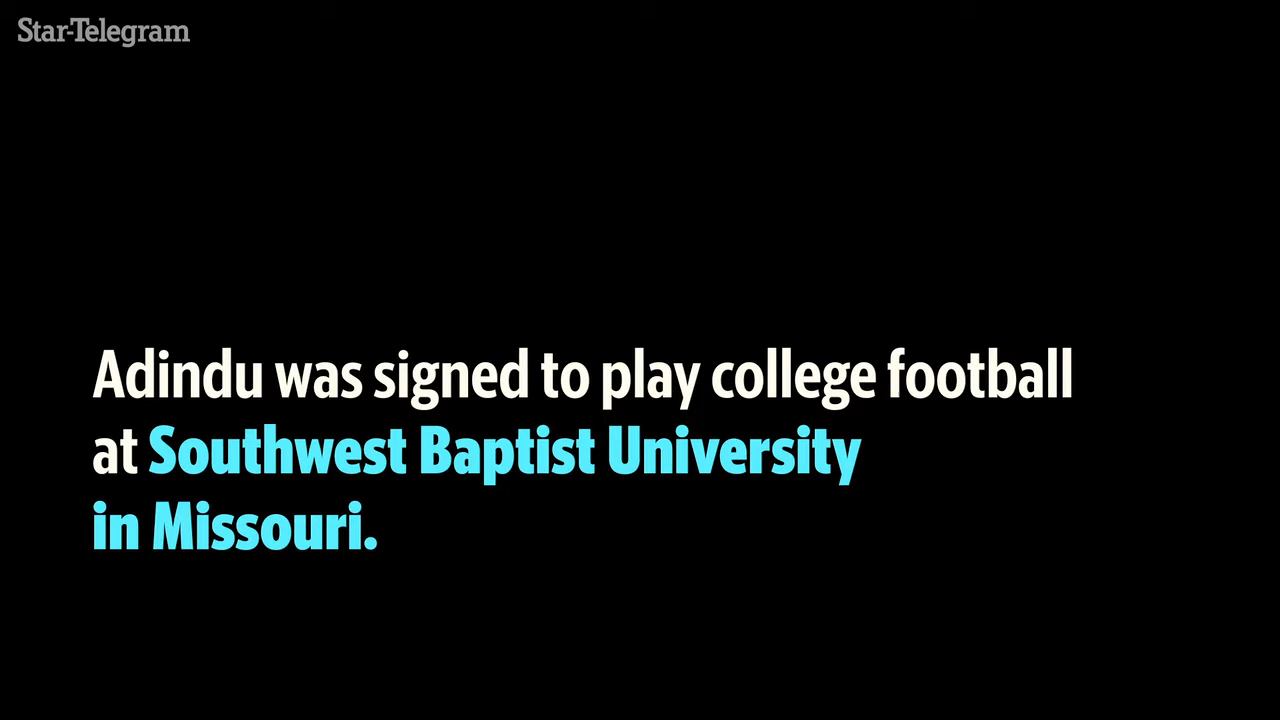 Star-Telegram
Adindu was signed to play college football
at Southwest Baptist University
in Missouri.